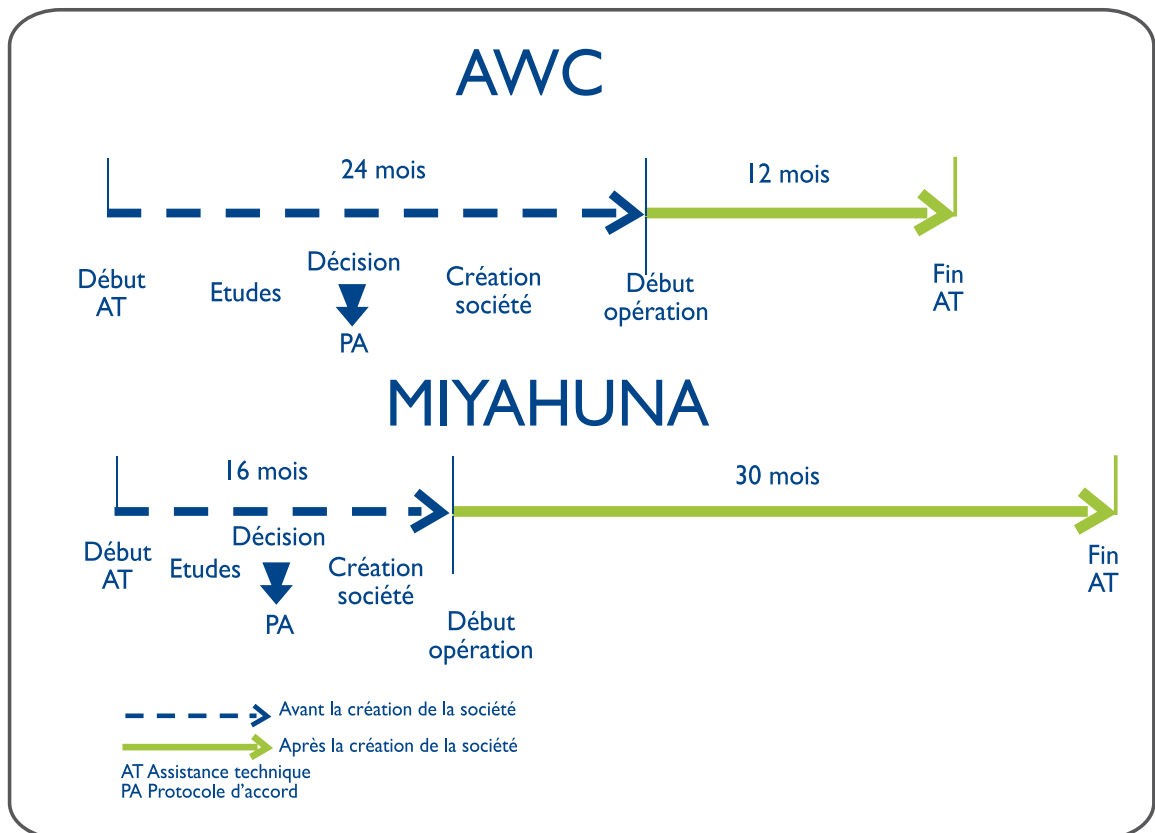 AWC
24 mois
12 mois
Début
AT
Etudes
Décision
PA
Création
société
Début
opération
Fin
AT
MIYAHUNA
16 mois
30 mois
Début
AT
Etudes
Décision
PA
Création
société
Début
opération
Fin
AT
Avant la création de la société
Après la création de la société
AT Assistance technique
PA Protocole d'accord